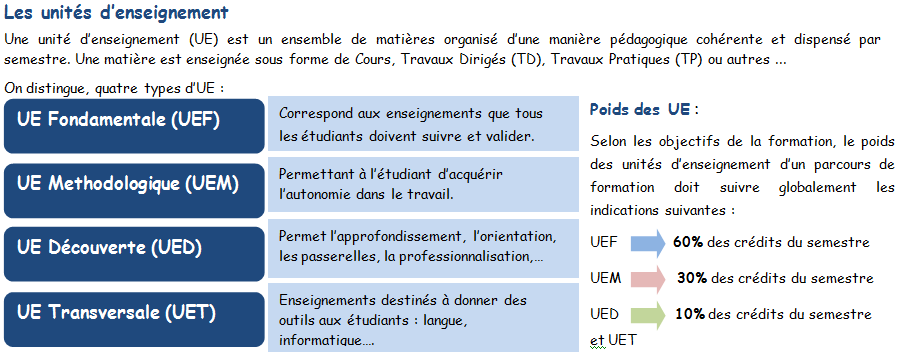 Les unités d'enseignement
Une unité d'enseignement (UE) est un ensemble de matières organisé d'une manière pédagogique cohérente et dispensé par
semestre. Une matière est enseignée sous forme de Cours, Travaux Dirigés (TD), Travaux Pratiques (TP) ou autres ...
On distingue, quatre types d'UE :
UE Fondamentale (UEF)
Correspond aux enseignements que tous
les étudiants doivent suivre et valider.
UE Methodologique (UEM)
Permettant à l'étudiant d'acquérir
l'autonomie dans le travail.
UE Découverte (UED)
Permet l'approfondissement, l'orientation,
les passerelles, la professionnalisation,...
UE Transversale (UET)
Enseignements destinés à donner des
outils aux étudiants : langue,
informatique....
Poids des UE :
Selon les objectifs de la formation, le poids
des unités d'enseignement d'un parcours de
formation doit suivre globalement les
indications suivantes :
UEF 60% des crédits du semestre
UEM 30% des crédits du semestre
UED 10% des crédits du semestre
et UET